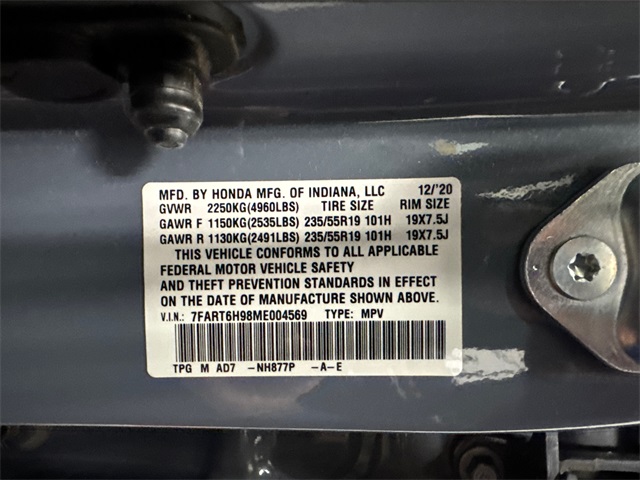 MFD. BY HONDA MFG. OF INDIANA, LLC 12/'20
GVWR 2250KG(4960LBS) TIRE SIZE RIM SIZE
GAWR F 1150KG(2535LBS) 235/55R19 101H 19X7.5J
GAWR R 1130KG(2491LBS) 235/55R19 101H 19X7.5J
THIS VEHICLE CONFORMS TO ALL APPLICABLE
FEDERAL MOTOR VEHICLE SAFETY
AND THEFT PREVENTION STANDARDS IN EFFECT
ON THE DATE OF MANUFACTURE SHOWN ABOVE.
V.I.N.: 7FART6H98ME004569 TYPE: MPV
TPG M AD7 -NH877P -A-E